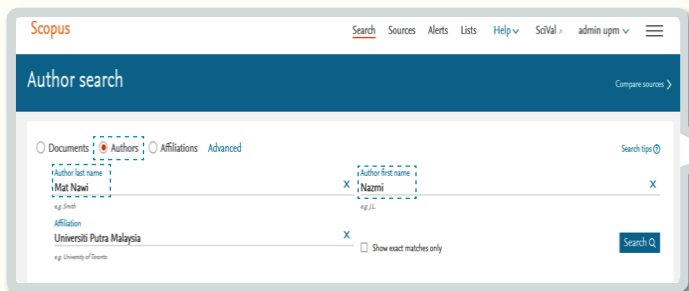 Scopus
Search Sources Alerts Lists Help SciVal admin upm
Author search
Compare sources
Documents Authors Affiliations Advanced
Search tips
Author last name Author first name
Mat Nawi X Nazmi X
e.g. Smith e.g. J.L.
Affiliation
Universiti Putra Malaysia X
Show exact matches only
Search
e.g. University of Toronto